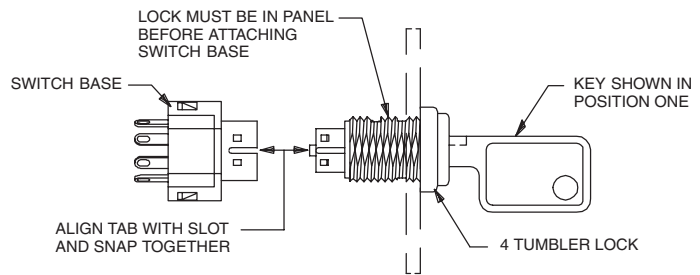 LOCK MUST BE IN PANEL
BEFORE ATTACHING
SWITCH BASE
SWITCH BASE
KEY SHOWN IN
POSITION ONE
ALIGN TAB WITH SLOT
AND SNAP TOGETHER
4 TUMBLER LOCK